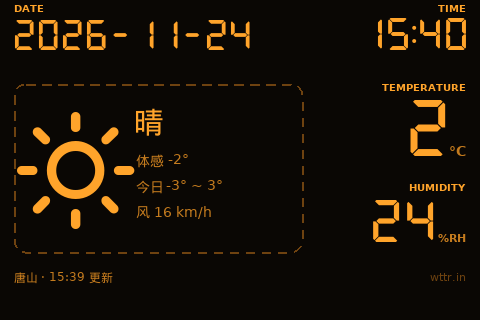 DATE
2026-11-24
TIME
15:40
晴
体感 -2°
今日 -3° ~ 3°
风 16 km/h
TEMPERATURE
2 °C
HUMIDITY
24 %RH
唐山 · 15:39 更新
wttr.in